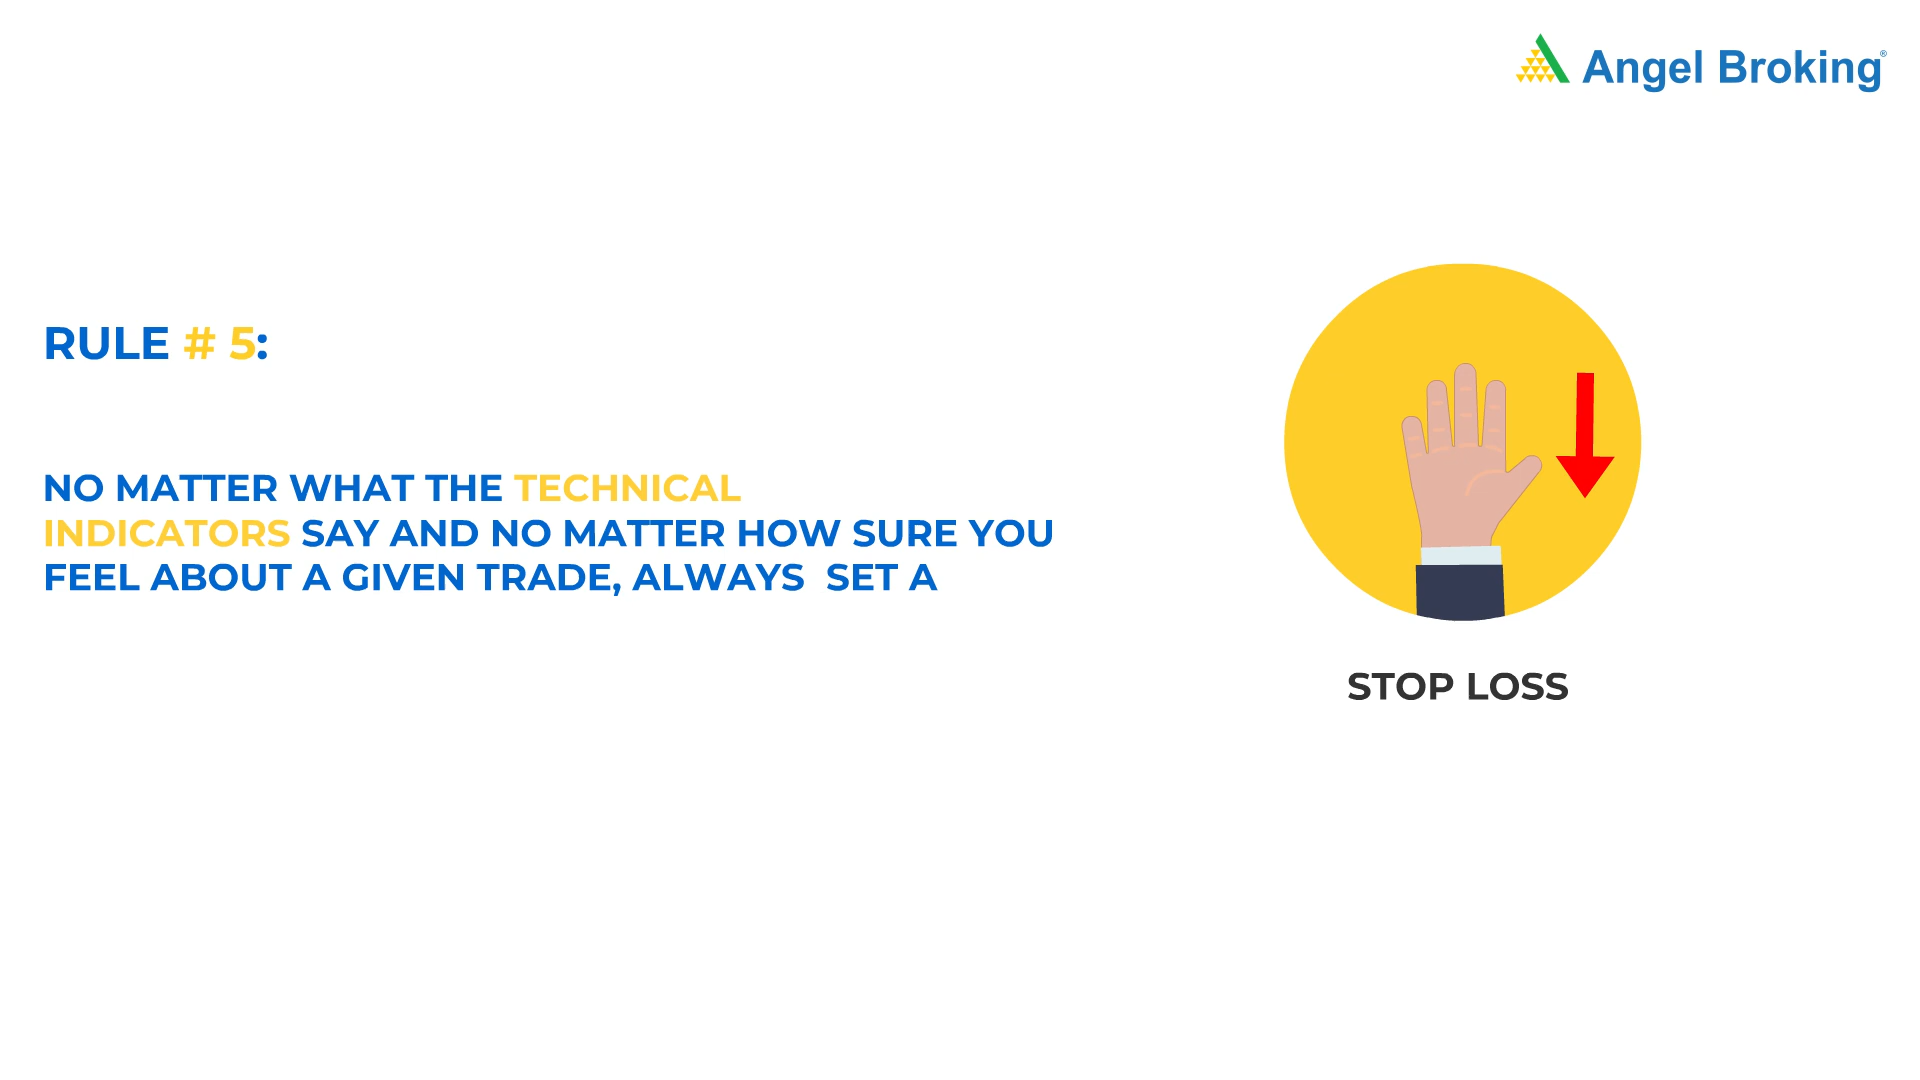 Angel Broking®
RULE # 5:
NO MATTER WHAT THE TECHNICAL
INDICATORS SAY AND NO MATTER HOW SURE YOU
FEEL ABOUT A GIVEN TRADE, ALWAYS  SET A
STOP LOSS